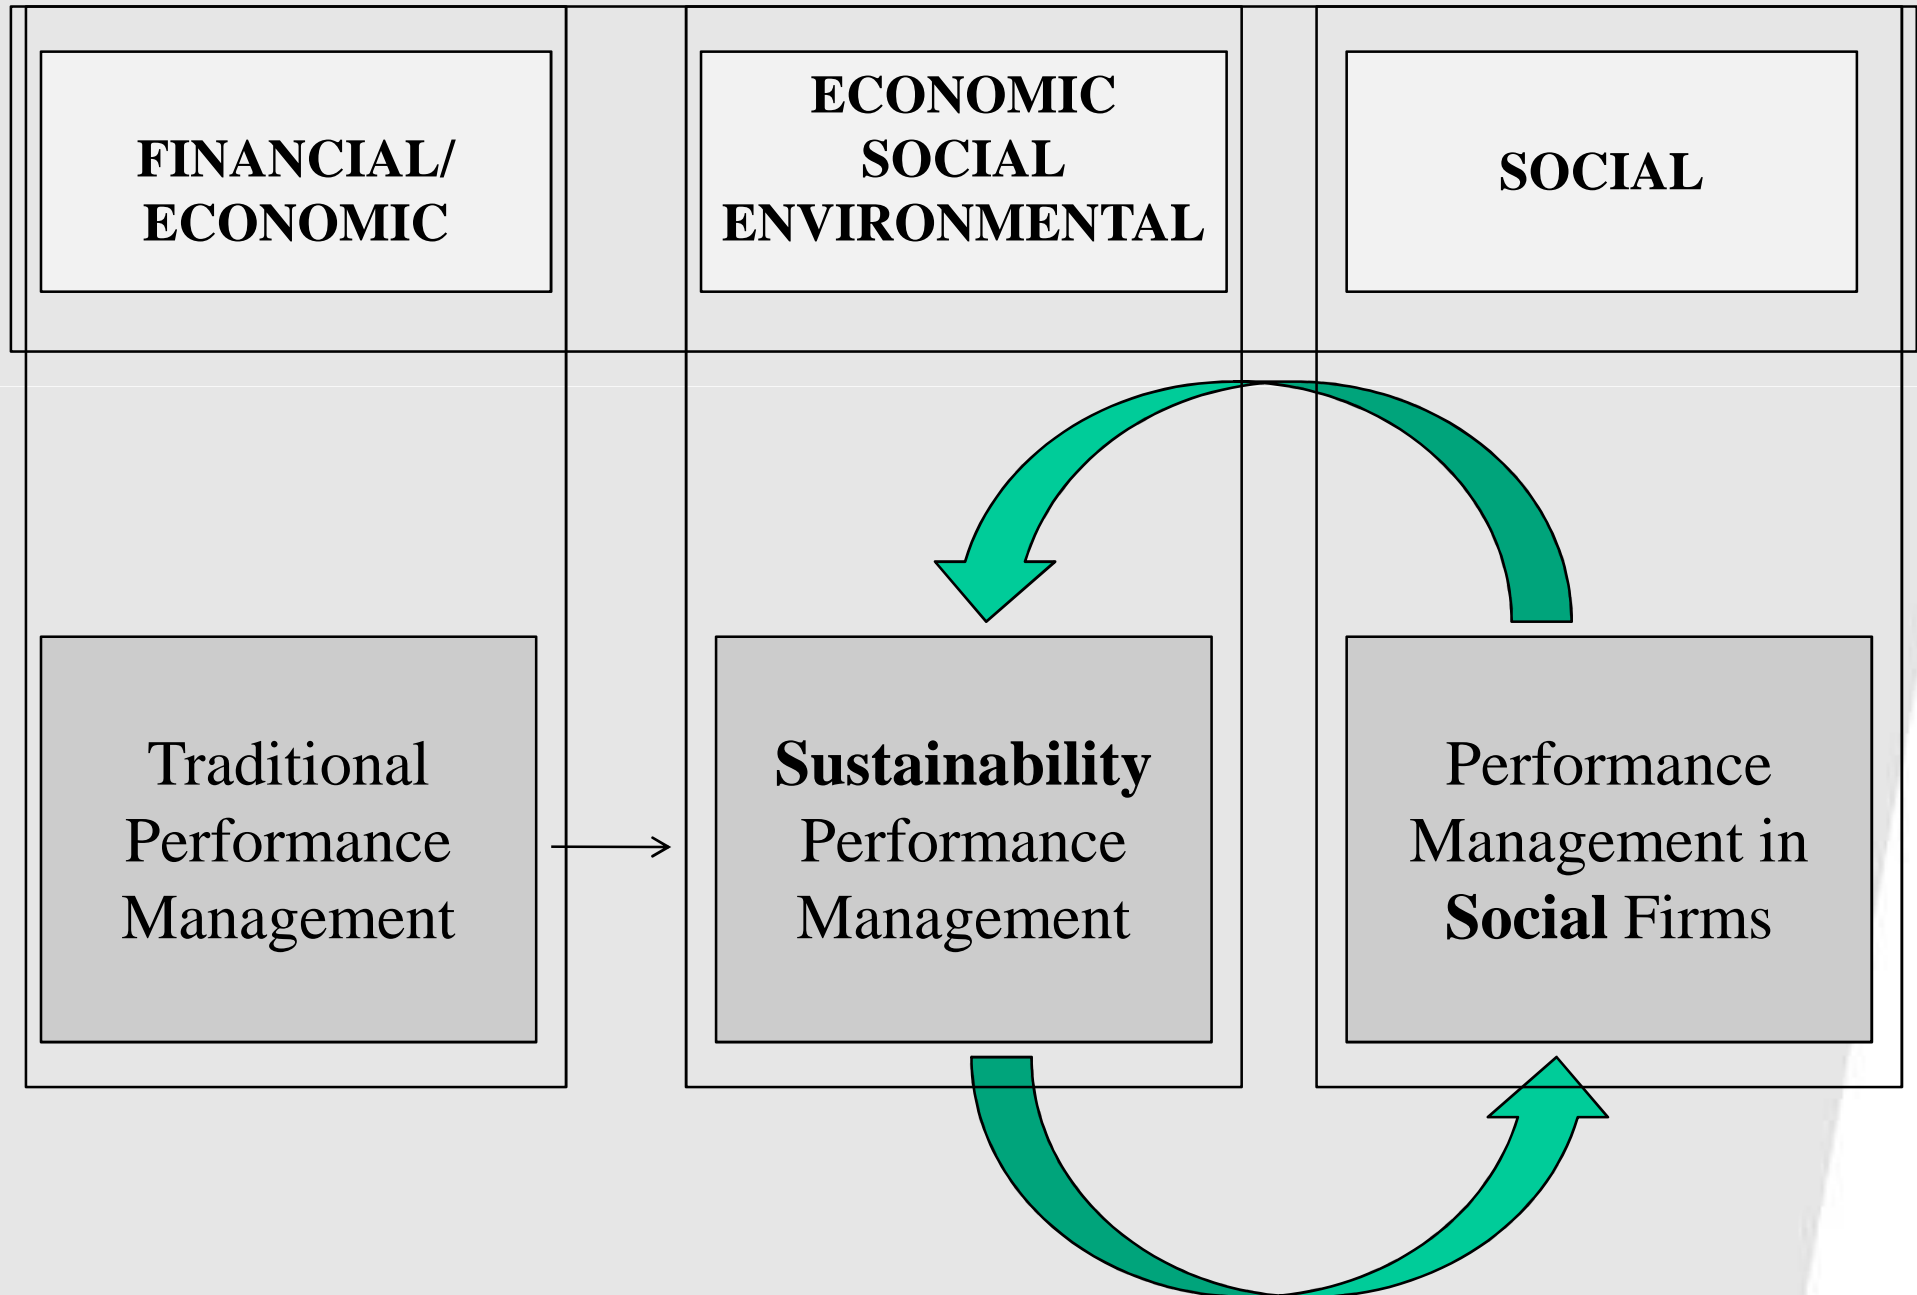 FINANCIAL/
ECONOMIC
ECONOMIC
SOCIAL
ENVIRONMENTAL
SOCIAL
Traditional
Performance
Management
Sustainability
Performance
Management
Performance
Management in
Social Firms